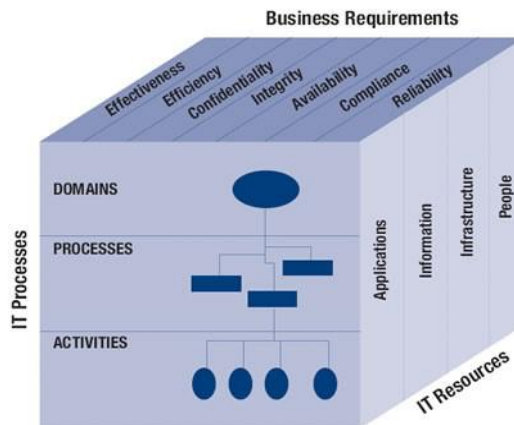 Business Requirements
Effectiveness
Efficiency
Confidentiality
Integrity
Availability
Compliance
Reliability
IT Processes
DOMAINS
PROCESSES
ACTIVITIES
Applications
Information
Infrastructure
People
IT Resources